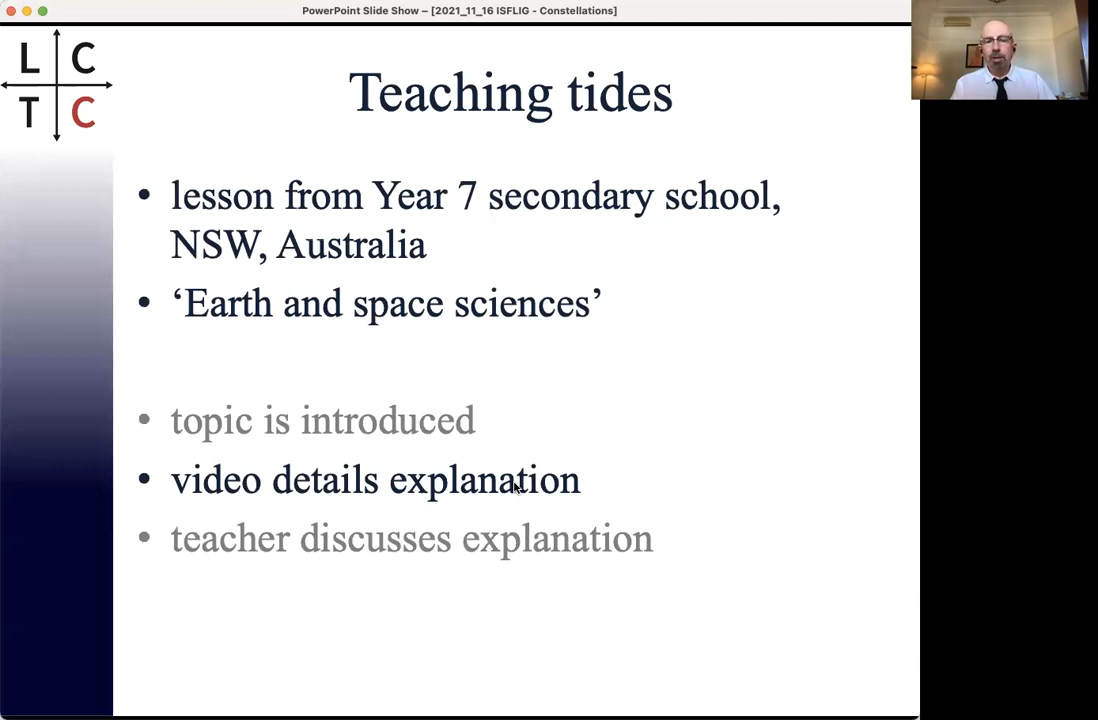 PowerPoint Slide Show – [2021_11_16 ISFLIG - Constellations]
L C
T C
Teaching tides
• lesson from Year 7 secondary school,
NSW, Australia
• ‘Earth and space sciences’
• topic is introduced
• video details explanation
• teacher discusses explanation